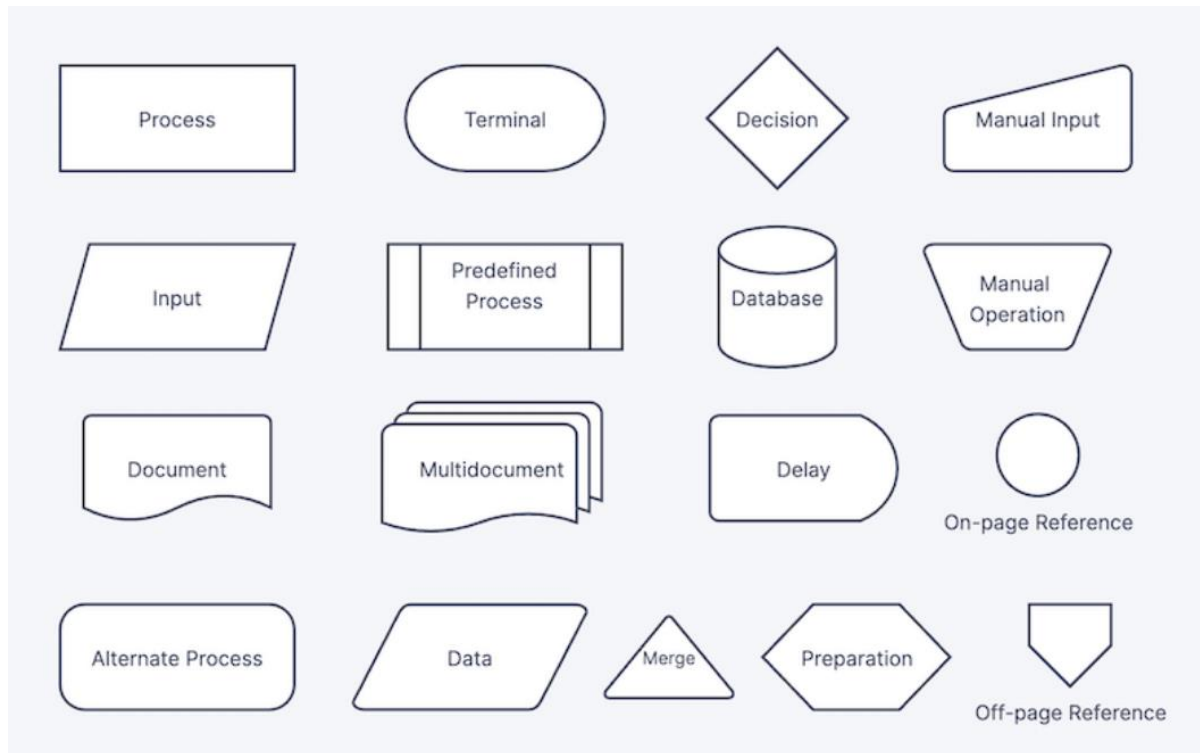 Process
Terminal
Decision
Manual Input
Input
Predefined
Process
Database
Manual
Operation
Document
Multidocument
Delay
On-page Reference
Alternate Process
Data
Merge
Preparation
Off-page Reference